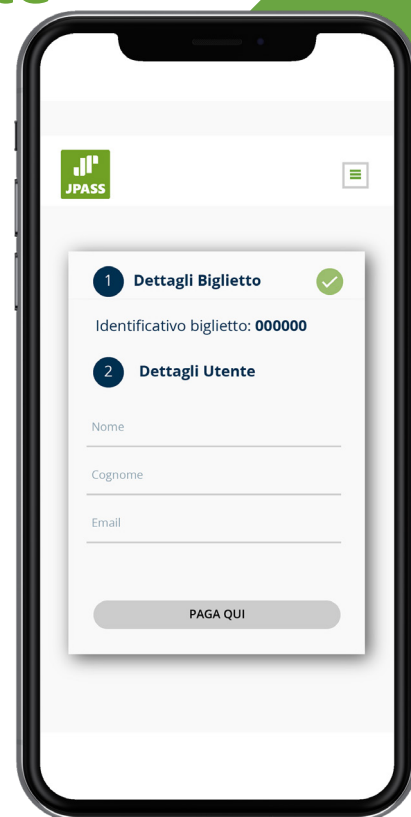 JPASS
1 Dettagli Biglietto
Identificativo biglietto: 000000
2 Dettagli Utente
Nome
Cognome
Email
PAGA QUI